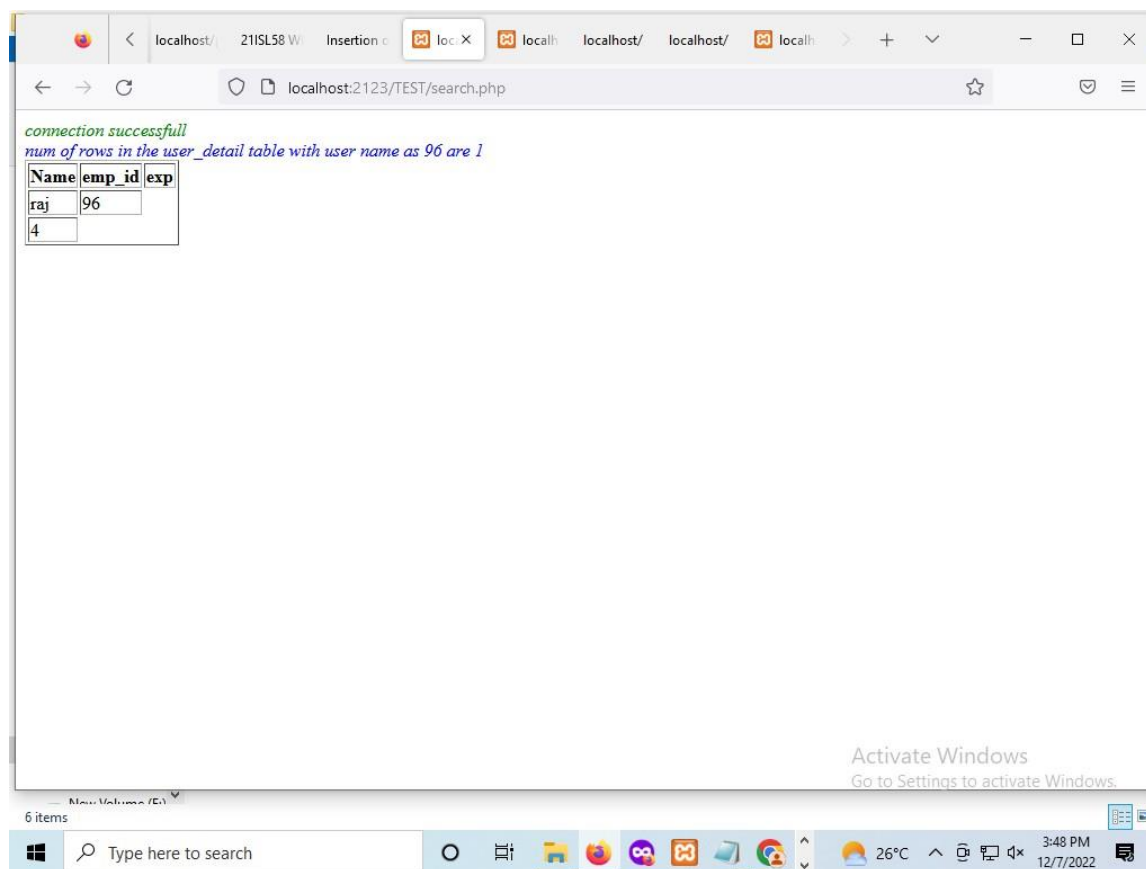 localhost/ 21ISL58 W Insertion loc localh localhost/ localhost/ localh
localhost:2123/TEST/search.php
connection successfull
num of rows in the user_detail table with user name as 96 are 1
Name emp_id exp
raj 96
4
Activate Windows
Go to Settings to activate Windows.
New Volume (F:)
6 items
Type here to search 26°C 3:48 PM
12/7/2022